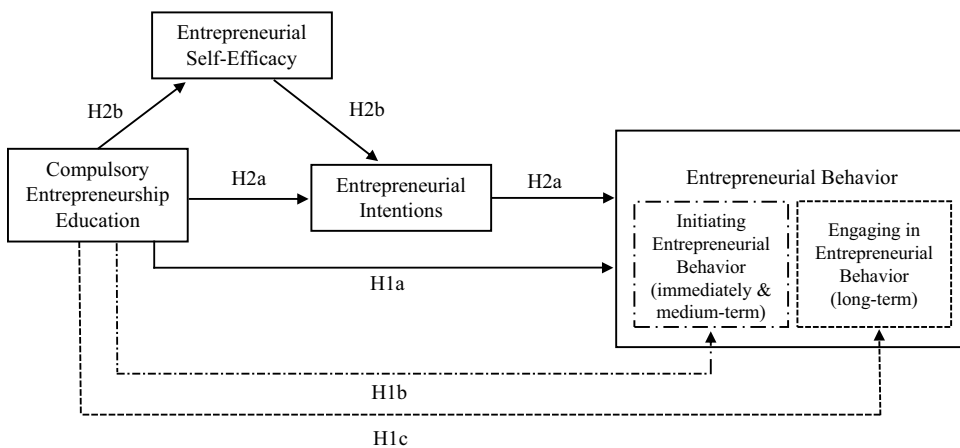 Entrepreneurial
Self-Efficacy
H2b
H2b
Compulsory
Entrepreneurship
Education
H2a
Entrepreneurial
Intentions
H2a
Entrepreneurial Behavior
Initiating
Entrepreneurial
Behavior
(immediately &
medium-term)
Engaging in
Entrepreneurial
Behavior
(long-term)
H1a
H1b
H1c